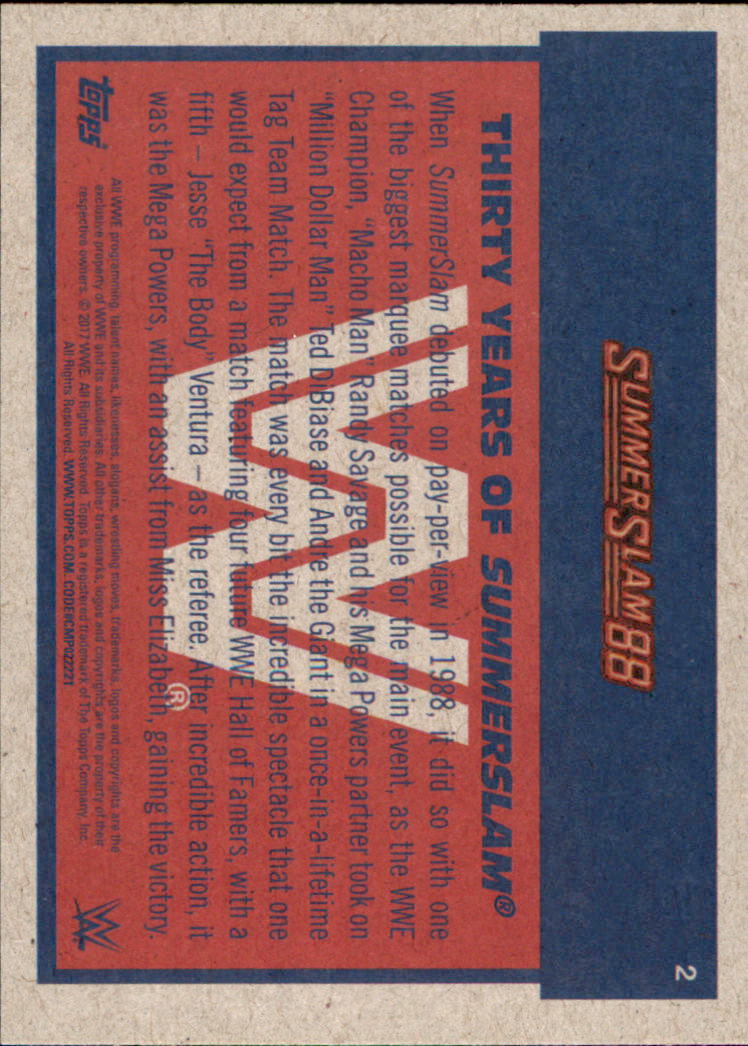 2
SUMMERSLAM 88
THIRTY YEARS OF SUMMERSLAM®
When SummerSlam debuted on pay-per-view in 1988, it did so with one
of the biggest marquee matches possible for the main event, as the WWE
Champion, “Macho Man” Randy Savage and his Mega Powers partner took on
“Million Dollar Man” Ted DiBiase and Andre the Giant in a once-in-a-lifetime
Tag Team Match. The match was every bit the incredible spectacle that one
would expect from a match featuring four future WWE Hall of Famers, with a
fifth – Jesse “The Body” Ventura – as the referee. After incredible action, it
was the Mega Powers, with an assist from Miss Elizabeth, gaining the victory.
®
topps®
All WWE programming, talent names, likenesses, slogans, wrestling moves, trademarks, logos and copyrights are the
exclusive property of WWE and its subsidiaries. All other trademarks, logos and copyrights are the property of their
respective owners. © 2017 WWE. All Rights Reserved. Topps is a registered trademark of The Topps Company, Inc.
All Rights Reserved. WWW.TOPPS.COM. CODE#CMP022221
W